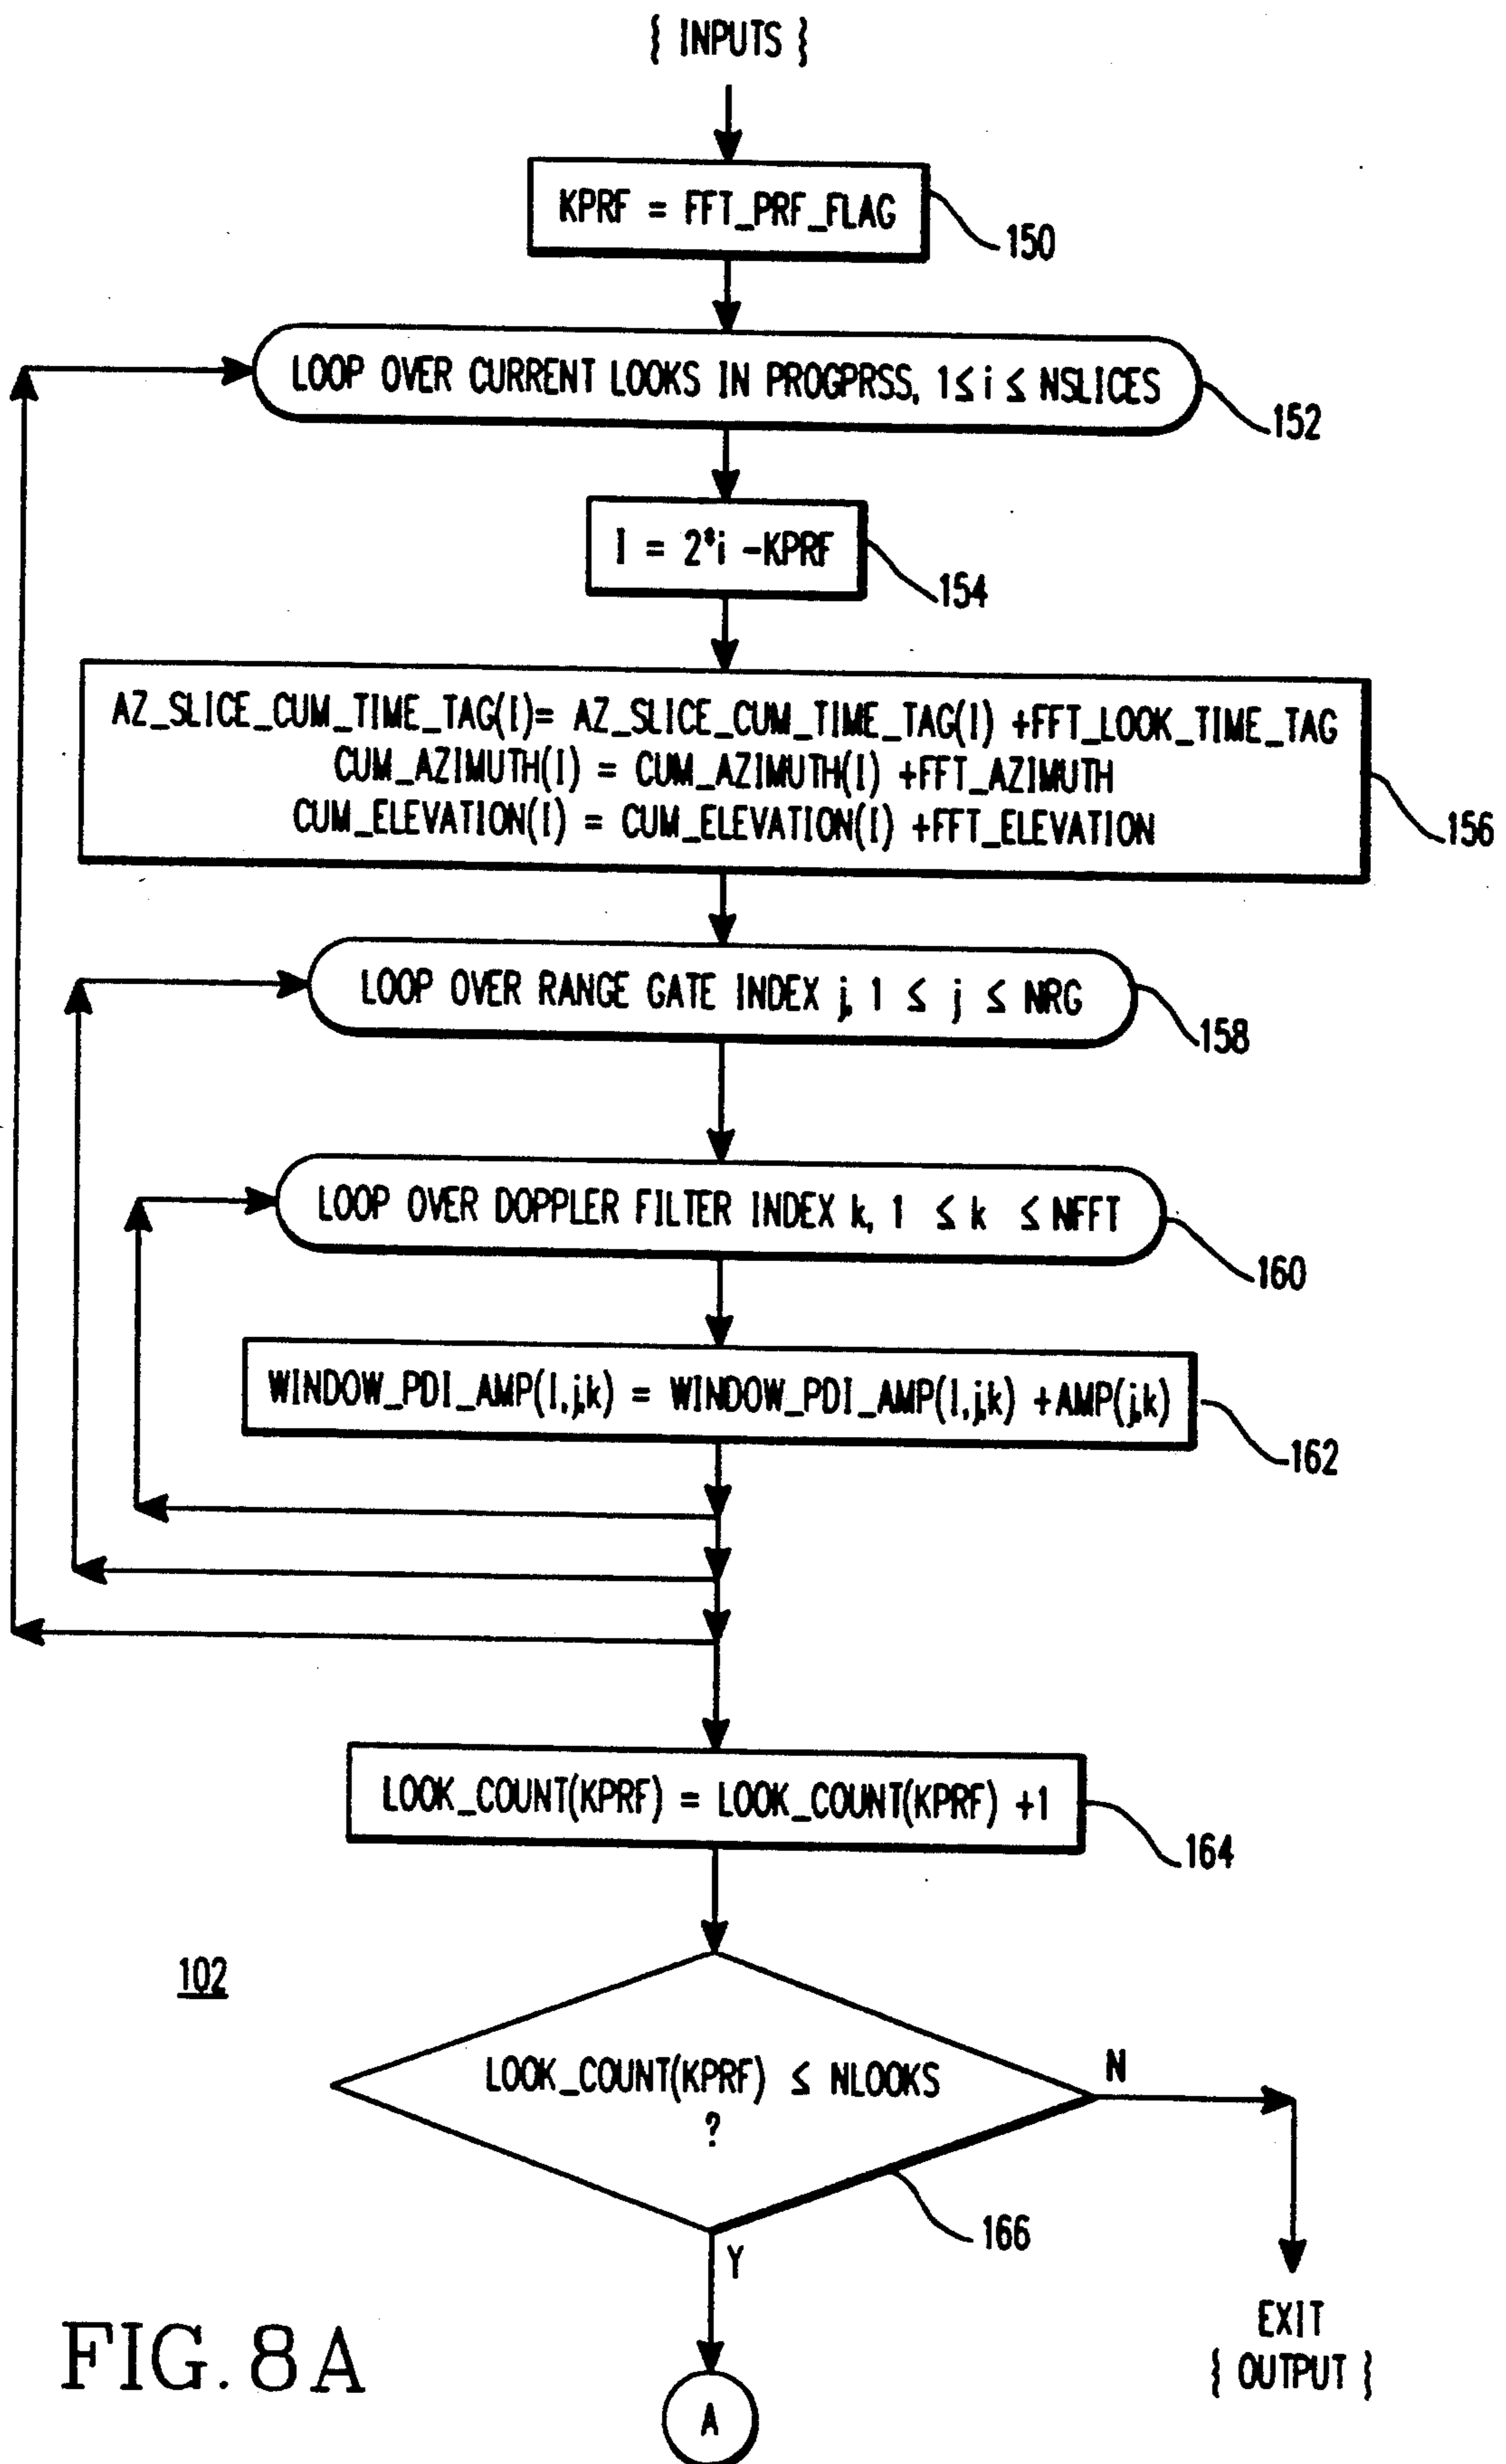 { INPUTS }
KPRF = FFT_PRF_FLAG
150
LOOP OVER CURRENT LOOKS IN PROGPRSS, 1 ≤ i ≤ NSLICES
152
I = 2*i -KPRF
154
AZ_SLICE_CUM_TIME_TAG(I)= AZ_SLICE_CUM_TIME_TAG(I) +FFT_LOOK_TIME_TAG
CUM_AZIMUTH(I) = CUM_AZIMUTH(I) +FFT_AZIMUTH
CUM_ELEVATION(I) = CUM_ELEVATION(I) +FFT_ELEVATION
156
LOOP OVER RANGE GATE INDEX j, 1 ≤ j ≤ NRG
158
LOOP OVER DOPPLER FILTER INDEX k, 1 ≤ k ≤ NFFT
160
WINDOW_PDI_AMP(I,j,k) = WINDOW_PDI_AMP(I,j,k) +AMP(j,k)
162
LOOK_COUNT(KPRF) = LOOK_COUNT(KPRF) +1
164
102
LOOK_COUNT(KPRF) ≤ NLOOKS
?
N
166
Y
EXIT
{ OUTPUT }
FIG. 8A
A